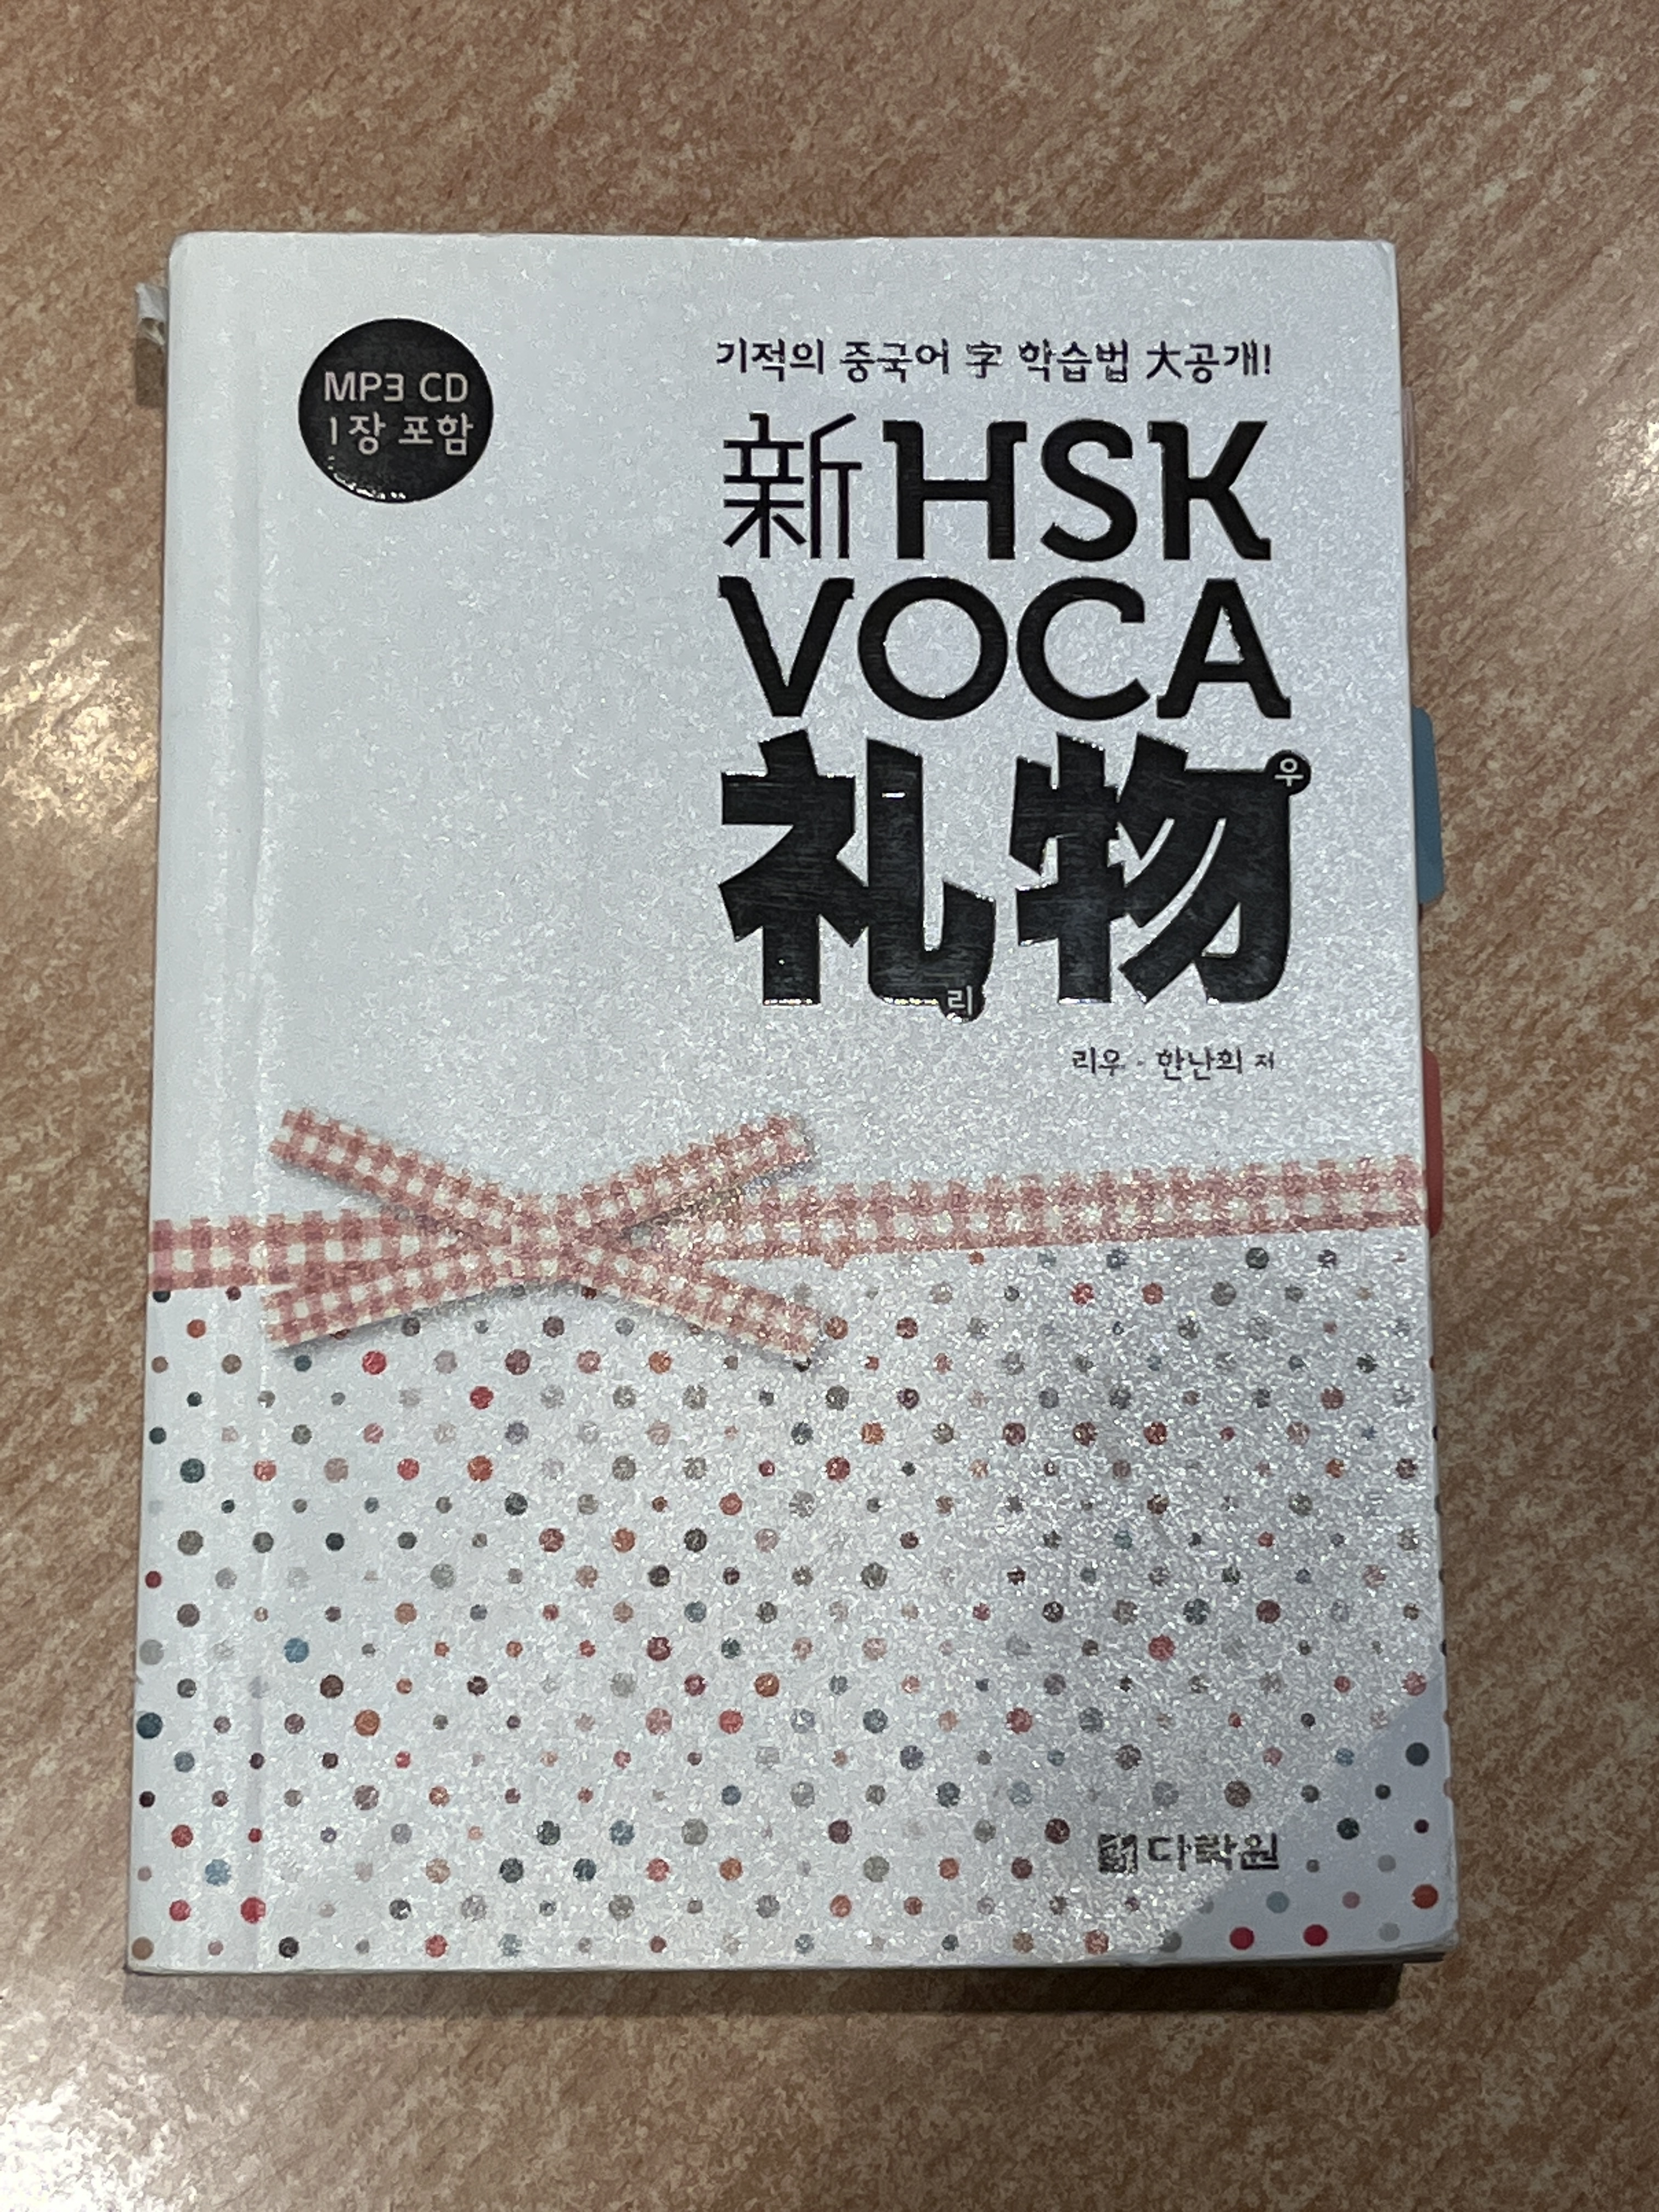 MP3 CD
1장 포함
기적의 중국어 字 학습법 大공개!
新HSK
VOCA
礼物
우
리
리우 · 한난희 저
다락원